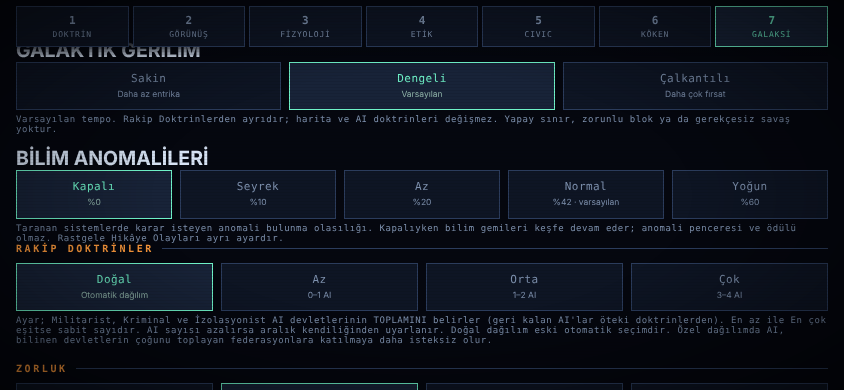 1 2 3 4 5 6 7
DOKTRİN GÖRÜNÜŞ FİZYOLOJİ ETİK CIVIC KÖKEN GALAKSİ
GALAKTİK GERİLİM
Sakin Dengeli Çalkantılı
Daha az entrika Varsayılan Daha çok fırsat
Varsayılan tempo. Rakip Doktrinlerden ayrıdır; harita ve AI doktrinleri değişmez. Yapay sınır, zorunlu blok ya da gerekçesiz savaş
yoktur.
BİLİM ANOMALİLERİ
Kapalı Seyrek Az Normal Yoğun
%0 %10 %20 %42 · varsayılan %60
Taranan sistemlerde karar isteyen anomali bulunma olasılığı. Kapalıyken bilim gemileri keşfe devam eder; anomali penceresi ve ödülü
olmaz. Rastgele Hikâye Olayları ayrı ayardır.
RAKİP DOKTRİNLER
Doğal Az Orta Çok
Otomatik dağılım 0–1 AI 1–2 AI 3–4 AI
Ayar; Militarist, Kriminal ve İzolasyonist AI devletlerinin TOPLAMINI belirler (geri kalan AI'lar öteki doktrinlerden). En az ile En çok
eşitse sabit sayıdır. AI sayısı azalırsa aralık kendiliğinden uyarlanır. Doğal dağılım eski otomatik seçimdir. Özel dağılımda AI,
bilinen devletlerin çoğunu toplayan federasyonlara katılmaya daha isteksiz olur.
ZORLUK